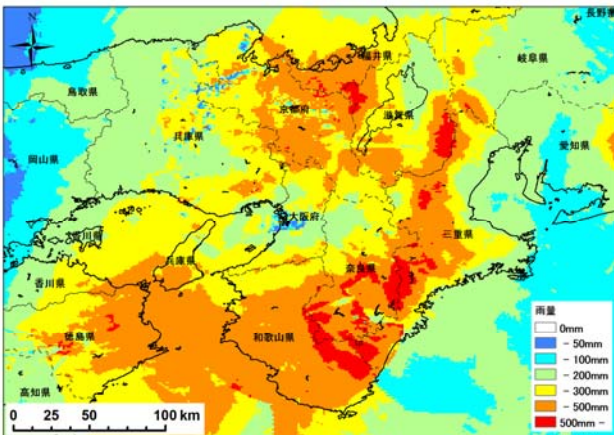 N
長野県
福井県
岐阜県
鳥取県
京都府
滋賀県
兵庫県
愛知県
岡山県
大阪府
三重県
香川県
兵庫県
奈良県
香川県
徳島県
和歌山県
高知県
雨量
0mm
- 50mm
- 100mm
- 200mm
- 300mm
- 500mm
500mm -
0 25 50 100 km